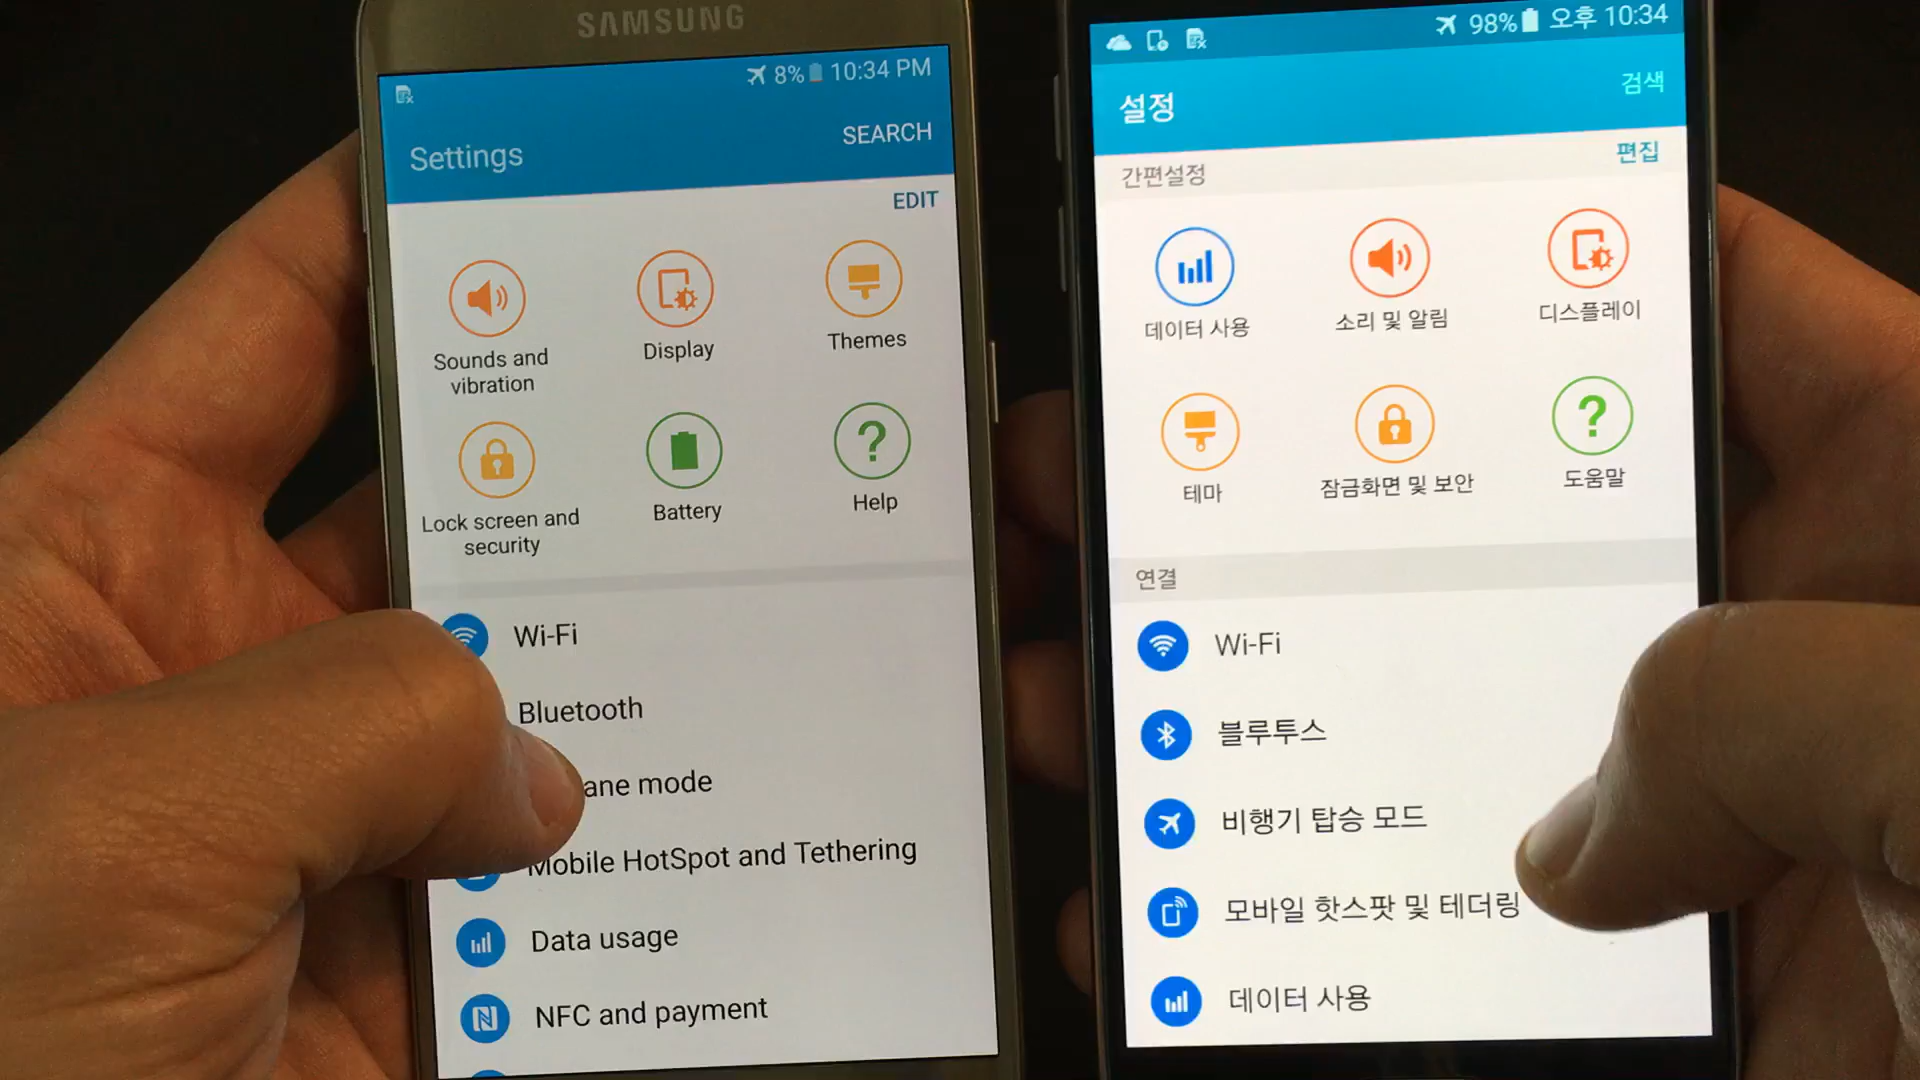 SAMSUNG
8% 10:34 PM
SEARCH
Settings
EDIT
Sounds and
vibration
Display
Themes
Lock screen and
security
Battery
Help
Wi-Fi
Bluetooth
ane mode
Mobile HotSpot and Tethering
Data usage
NFC and payment
98% 오후 10:34
검색
설정
간편설정
편집
데이터 사용
소리 및 알림
디스플레이
테마
잠금화면 및 보안
도움말
연결
Wi-Fi
블루투스
비행기 탑승 모드
모바일 핫스팟 및 테더링
데이터 사용